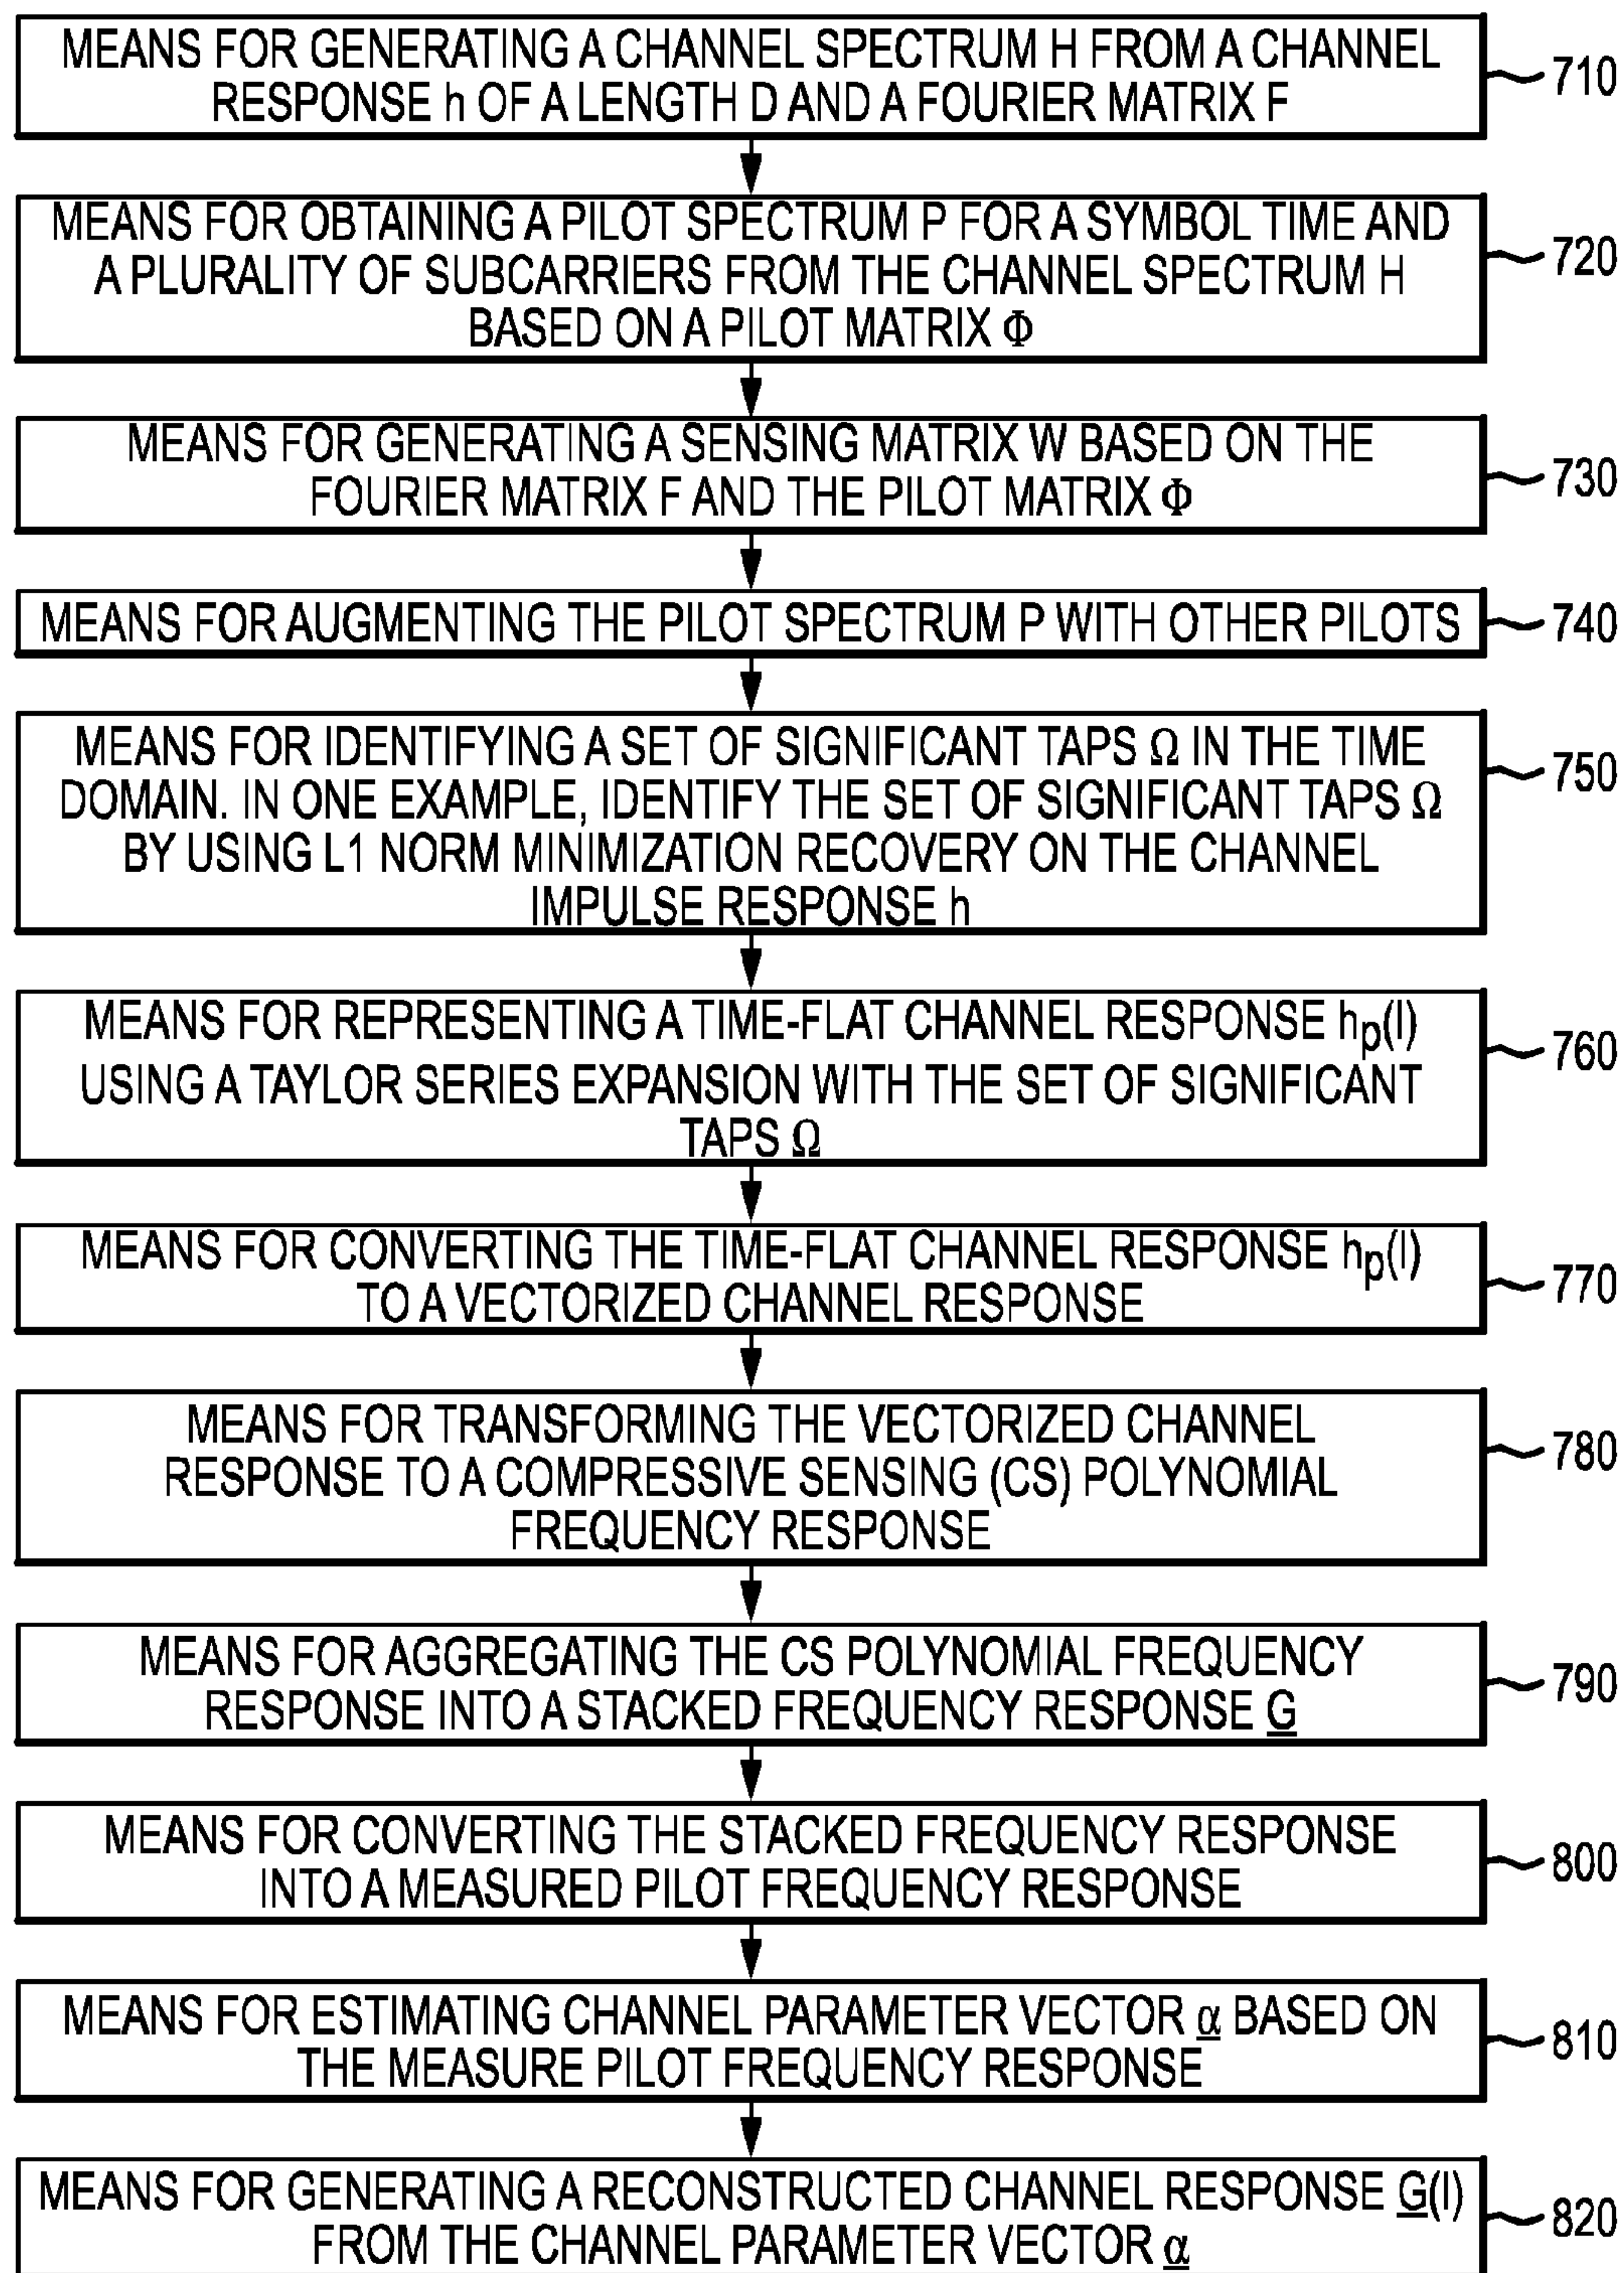 MEANS FOR GENERATING A CHANNEL SPECTRUM H FROM A CHANNEL
RESPONSE h OF A LENGTH D AND A FOURIER MATRIX F
710
MEANS FOR OBTAINING A PILOT SPECTRUM P FOR A SYMBOL TIME AND
A PLURALITY OF SUBCARRIERS FROM THE CHANNEL SPECTRUM H
BASED ON A PILOT MATRIX Φ
720
MEANS FOR GENERATING A SENSING MATRIX W BASED ON THE
FOURIER MATRIX F AND THE PILOT MATRIX Φ
730
MEANS FOR AUGMENTING THE PILOT SPECTRUM P WITH OTHER PILOTS
740
MEANS FOR IDENTIFYING A SET OF SIGNIFICANT TAPS Ω IN THE TIME
DOMAIN. IN ONE EXAMPLE, IDENTIFY THE SET OF SIGNIFICANT TAPS Ω
BY USING L1 NORM MINIMIZATION RECOVERY ON THE CHANNEL
IMPULSE RESPONSE h
750
MEANS FOR REPRESENTING A TIME-FLAT CHANNEL RESPONSE hp(l)
USING A TAYLOR SERIES EXPANSION WITH THE SET OF SIGNIFICANT
TAPS Ω
760
MEANS FOR CONVERTING THE TIME-FLAT CHANNEL RESPONSE hp(l)
TO A VECTORIZED CHANNEL RESPONSE
770
MEANS FOR TRANSFORMING THE VECTORIZED CHANNEL
RESPONSE TO A COMPRESSIVE SENSING (CS) POLYNOMIAL
FREQUENCY RESPONSE
780
MEANS FOR AGGREGATING THE CS POLYNOMIAL FREQUENCY
RESPONSE INTO A STACKED FREQUENCY RESPONSE G
790
MEANS FOR CONVERTING THE STACKED FREQUENCY RESPONSE
INTO A MEASURED PILOT FREQUENCY RESPONSE
800
MEANS FOR ESTIMATING CHANNEL PARAMETER VECTOR α BASED ON
THE MEASURE PILOT FREQUENCY RESPONSE
810
MEANS FOR GENERATING A RECONSTRUCTED CHANNEL RESPONSE G(l)
FROM THE CHANNEL PARAMETER VECTOR α
820